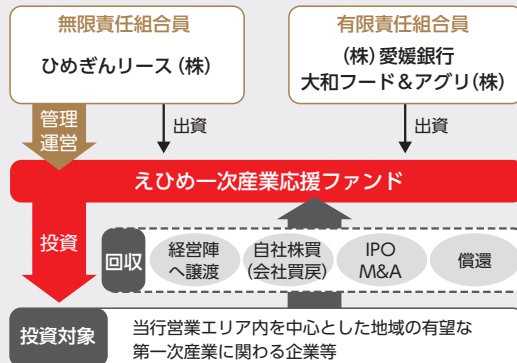 無限責任組合員
ひめぎんリース(株)
有限責任組合員
(株)愛媛銀行
大和フード&アグリ(株)
管理
運営
出資
出資
えひめ一次産業応援ファンド
投資
回収
経営陣
へ譲渡
自社株買
(会社買戻)
IPO
M&A
償還
投資対象
当行営業エリア内を中心とした地域の有望な
第一次産業に関わる企業等